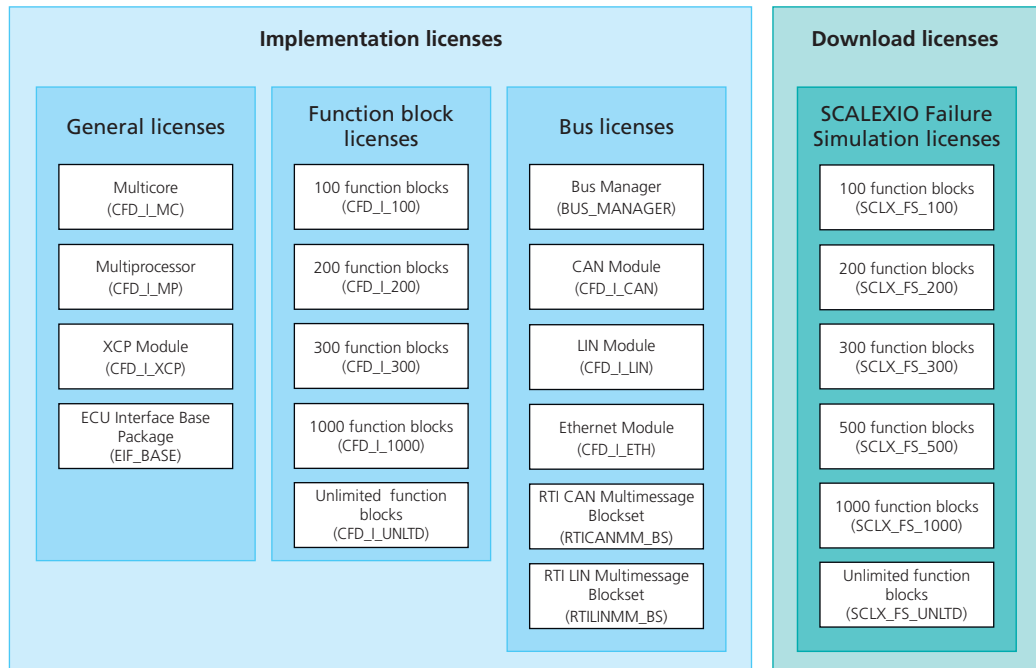 Implementation licenses
General licenses
Multicore
(CFD_I_MC)
Multiprocessor
(CFD_I_MP)
XCP Module
(CFD_I_XCP)
ECU Interface Base
Package
(EIF_BASE)
Function block
licenses
100 function blocks
(CFD_I_100)
200 function blocks
(CFD_I_200)
300 function blocks
(CFD_I_300)
1000 function blocks
(CFD_I_1000)
Unlimited function
blocks
(CFD_I_UNLTD)
Bus licenses
Bus Manager
(BUS_MANAGER)
CAN Module
(CFD_I_CAN)
LIN Module
(CFD_I_LIN)
Ethernet Module
(CFD_I_ETH)
RTI CAN Multimessage
Blockset
(RTICANMM_BS)
RTI LIN Multimessage
Blockset
(RTILINMM_BS)
Download licenses
SCALEXIO Failure
Simulation licenses
100 function blocks
(SCLX_FS_100)
200 function blocks
(SCLX_FS_200)
300 function blocks
(SCLX_FS_300)
500 function blocks
(SCLX_FS_500)
1000 function blocks
(SCLX_FS_1000)
Unlimited function
blocks
(SCLX_FS_UNLTD)